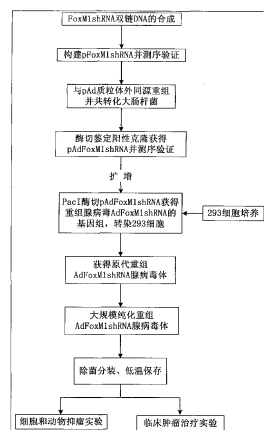 FoxM1shRNA双链DNA的合成
构建pFoxM1shRNA并测序验证
与pAd质粒体外同源重组
并共转化大肠杆菌
酶切鉴定阳性克隆获得
pAdFoxM1shRNA并测序验证
扩 增
PacI酶切pAdFoxM1shRNA获得
重组腺病毒AdFoxM1shRNA的
基因组，转染293细胞
293细胞培养
获得原代重组
AdFoxM1shRNA腺病毒体
大规模纯化重组
AdFoxM1shRNA腺病毒体
除菌分装、低温保存
细胞和动物抑瘤实验
临床肿瘤治疗实验